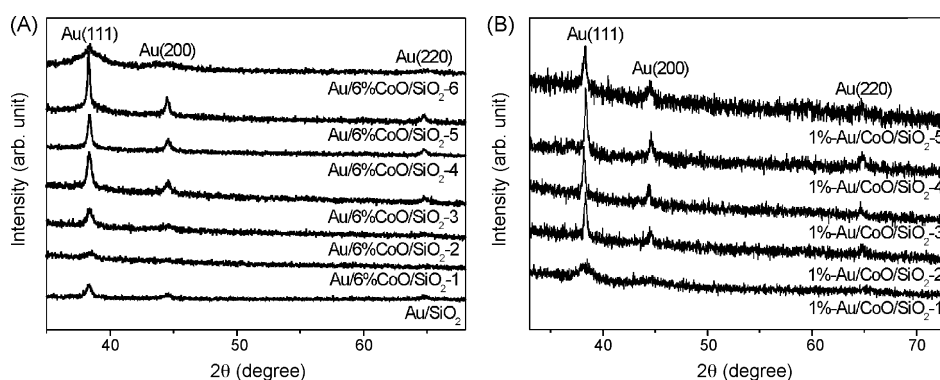 (A)
Au(111)
Au(200)
Au(220)
Au/6%CoO/SiO₂-6
Au/6%CoO/SiO₂-5
Au/6%CoO/SiO₂-4
Au/6%CoO/SiO₂-3
Au/6%CoO/SiO₂-2
Au/6%CoO/SiO₂-1
Au/SiO₂
Intensity (arb. unit)
40 50 60
2θ (degree)
(B)
Au(111)
Au(200)
Au(220)
1%-Au/CoO/SiO₂-5
1%-Au/CoO/SiO₂-4
1%-Au/CoO/SiO₂-3
1%-Au/CoO/SiO₂-2
1%-Au/CoO/SiO₂-1
Intensity (arb. unit)
40 50 60 70
2θ (degree)